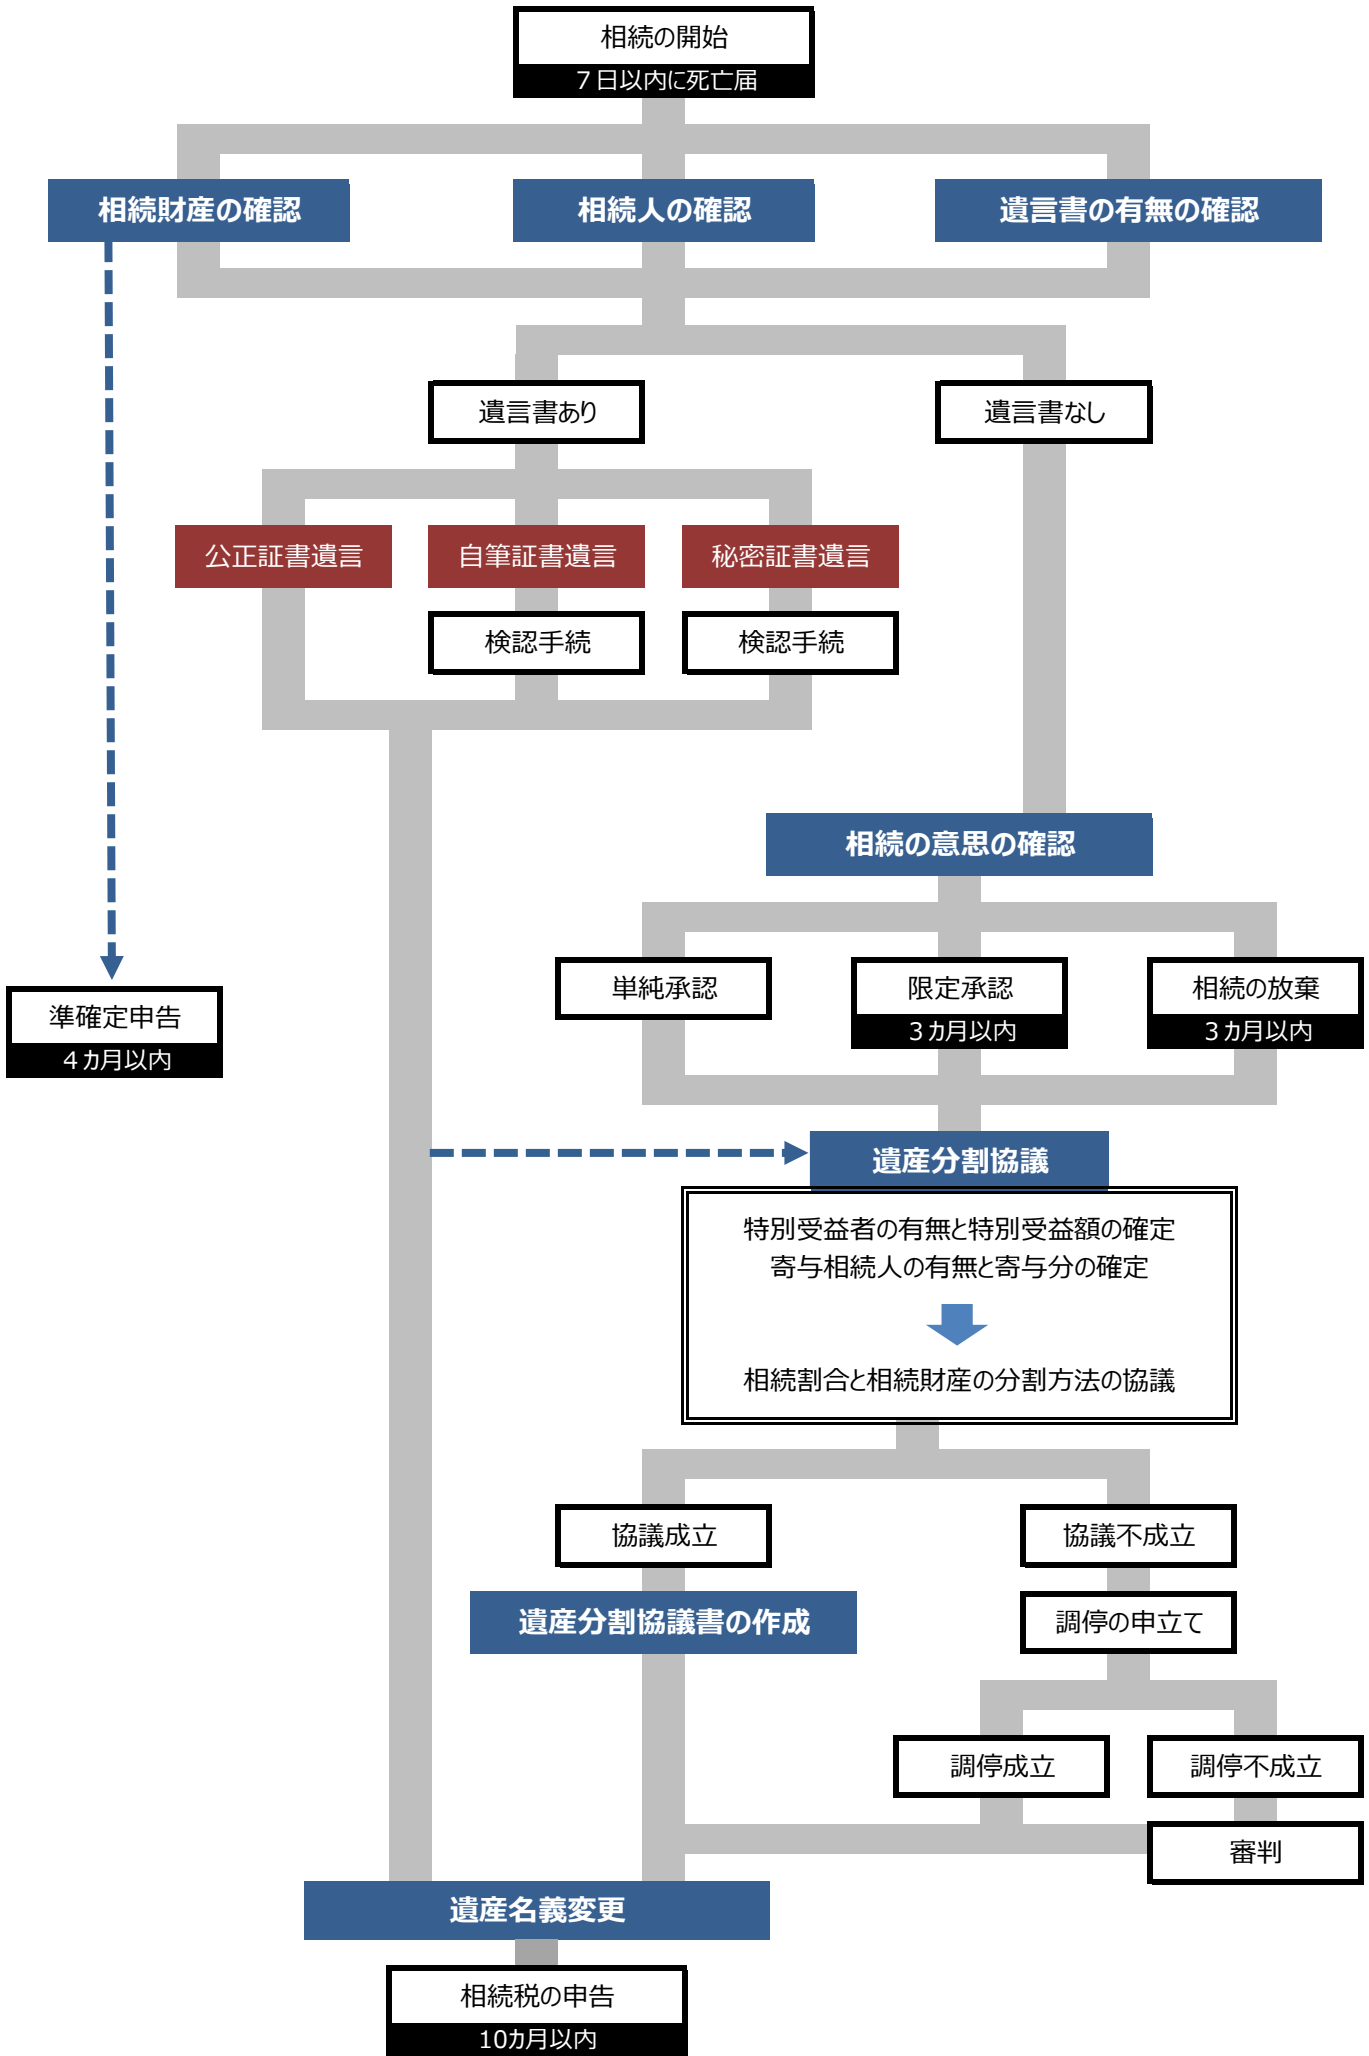 相続の開始
７日以内に死亡届
相続財産の確認
相続人の確認
遺言書の有無の確認
遺言書あり
遺言書なし
公正証書遺言
自筆証書遺言
秘密証書遺言
検認手続
検認手続
相続の意思の確認
単純承認
限定承認
相続の放棄
３ヵ月以内
３ヵ月以内
準確定申告
４ヵ月以内
遺産分割協議
特別受益者の有無と特別受益額の確定
寄与相続人の有無と寄与分の確定
相続割合と相続財産の分割方法の協議
協議成立
協議不成立
遺産分割協議書の作成
調停の申立て
調停成立
調停不成立
審判
遺産名義変更
相続税の申告
10ヵ月以内